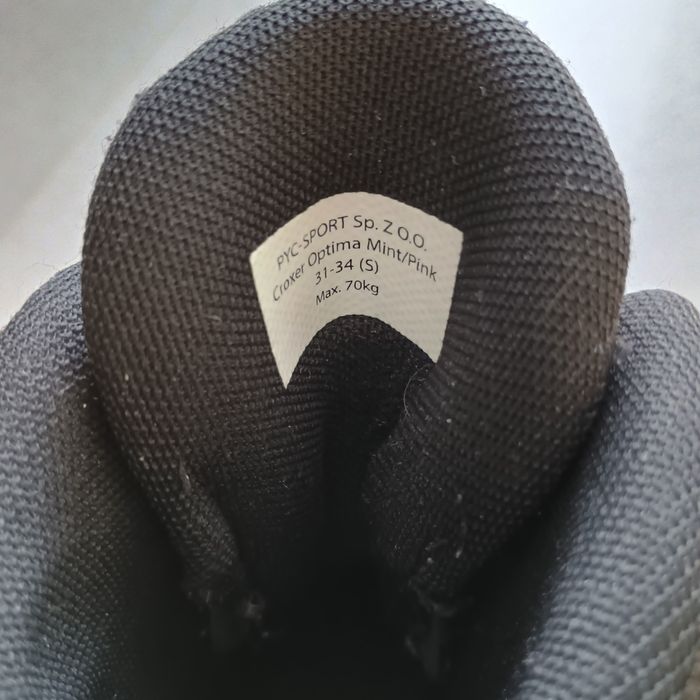 PYC-SPORT Sp. Z O.O.
Croxer Optima Mint/Pink
31-34 (S)
Max. 70kg